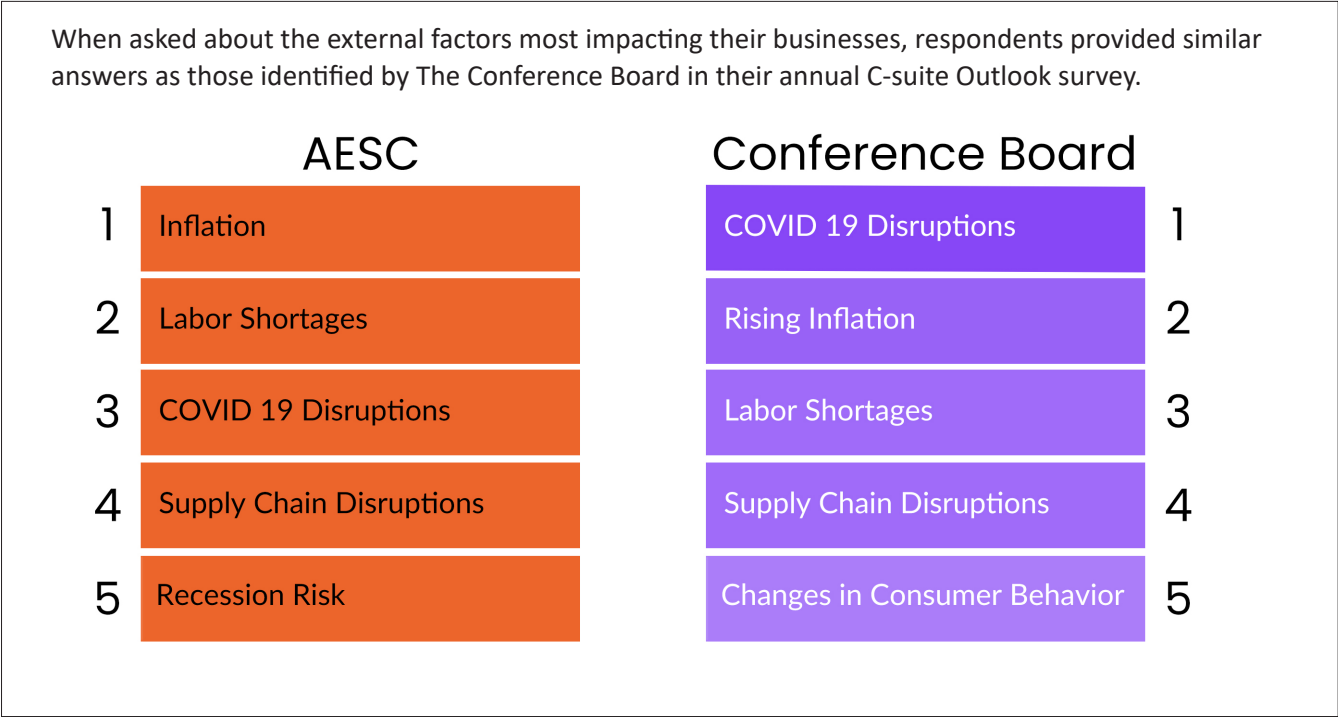 When asked about the external factors most impacting their businesses, respondents provided similar
answers as those identified by The Conference Board in their annual C-suite Outlook survey.
AESC
1 Inflation
2 Labor Shortages
3 COVID 19 Disruptions
4 Supply Chain Disruptions
5 Recession Risk
Conference Board
COVID 19 Disruptions 1
Rising Inflation 2
Labor Shortages 3
Supply Chain Disruptions 4
Changes in Consumer Behavior 5